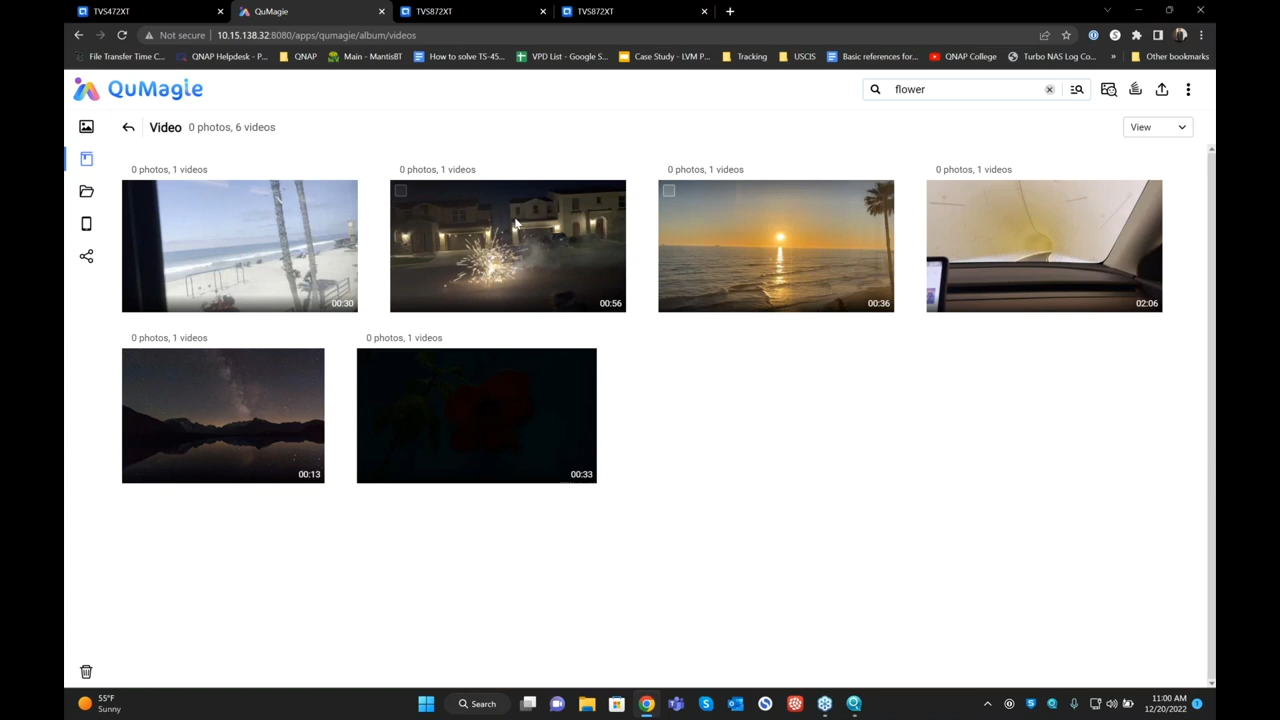 TVS472XT
QuMagie
TVS872XT
TVS872XT
Not secure 10.15.138.32:8080/apps/qumagie/album/videos
File Transfer Time C...
QNAP Helpdesk - P...
QNAP
Main - MantisBT
How to solve TS-45...
VPD List - Google S...
Case Study - LVM P...
Tracking
USCIS
Basic references for...
QNAP College
Turbo NAS Log Co...
»
Other bookmarks
QuMagie
flower
Video 0 photos, 6 videos
View
0 photos, 1 videos
0 photos, 1 videos
0 photos, 1 videos
0 photos, 1 videos
00:30
00:56
00:36
02:06
0 photos, 1 videos
0 photos, 1 videos
00:13
00:33
55°F
Sunny
Search
11:00 AM
12/20/2022